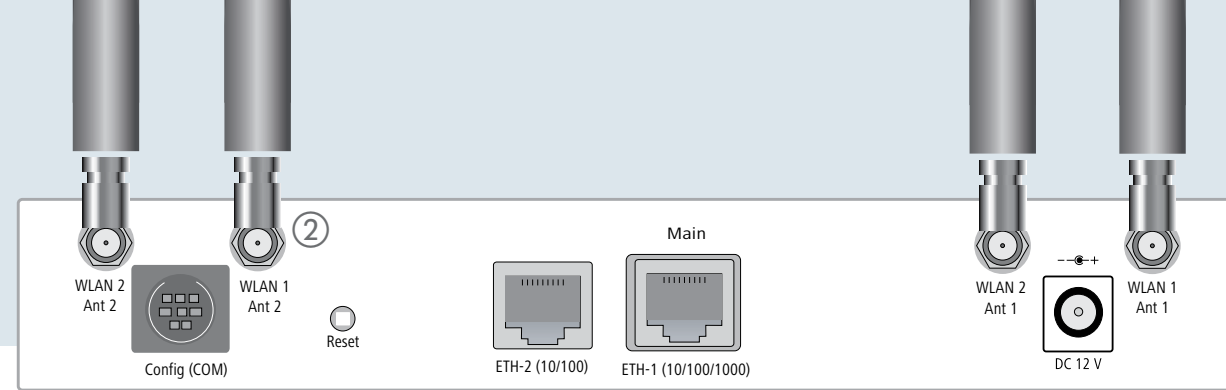 ②
Main
WLAN 2
Ant 2
WLAN 1
Ant 2
WLAN 2
Ant 1
WLAN 1
Ant 1
Reset
Config (COM)
ETH-2 (10/100)
ETH-1 (10/100/1000)
DC 12 V